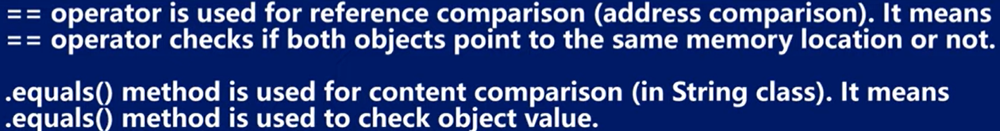 == operator is used for reference comparison (address comparison). It means
== operator checks if both objects point to the same memory location or not.
.equals() method is used for content comparison (in String class). It means
.equals() method is used to check object value.